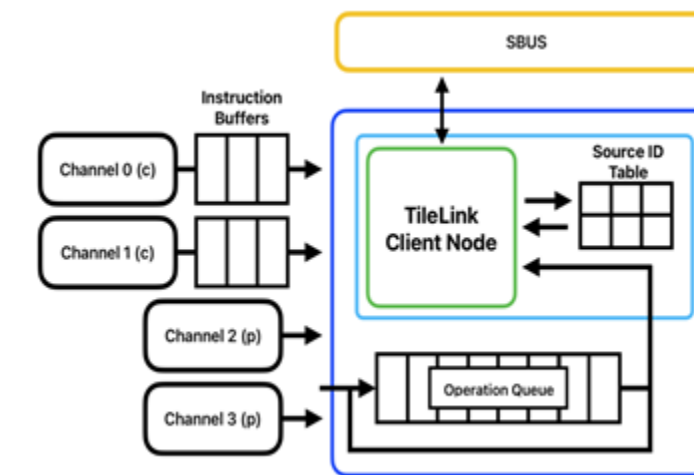 SBUS
Instruction
Buffers
Channel 0 (c)
Source ID
Table
TileLink
Client Node
Channel 1 (c)
Channel 2 (p)
Operation Queue
Channel 3 (p)